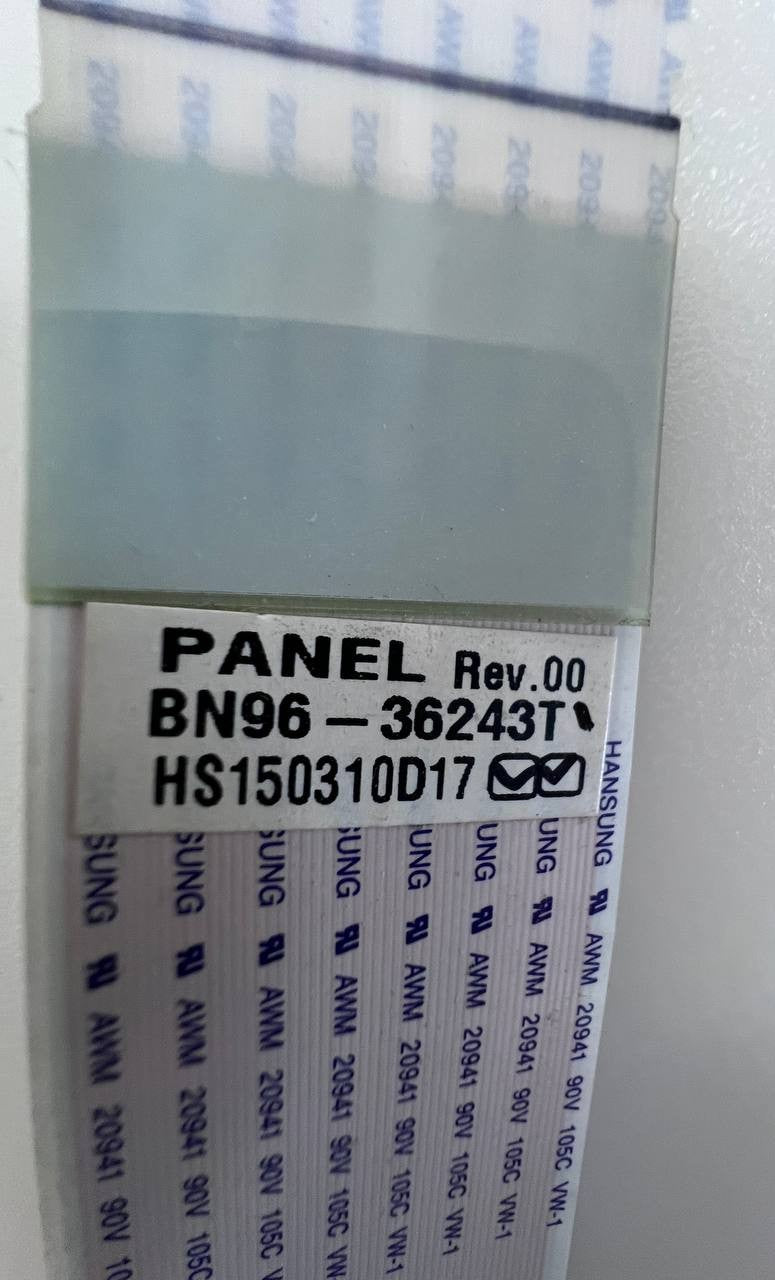 PANEL Rev.00
BN96-36243T
HS150310D17
HANSUNG AWM 20941 90V 105C VW-1
SUNG AWM 20941 90V 10
SUNG AWM 20941 90V 105C
SUNG AWM 20941 90V 105C V
SUNG AWM 20941 90V 105C VW
SUNG AWM 20941 90V 105C VW-1
UNG AWM 20941 90V 105C VW-1
UNG AWM 20941 90V 105C VW-1